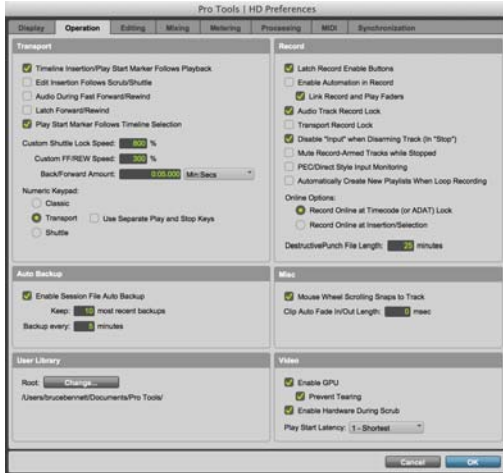 Pro Tools | HD Preferences
Display Operation Editing Mixing Metering Processing MIDI Synchronization
Transport
Timeline Insertion/Play Start Marker Follows Playback
Edit Insertion Follows Scrub/Shuttle
Audio During Fast Forward/Rewind
Latch Forward/Rewind
Play Start Marker Follows Timeline Selection
Custom Shuttle Lock Speed: 800 %
Custom FF/REW Speed: 300 %
Back/Forward Amount: 0:05.000 Min:Secs
Numeric Keypad:
Classic
Transport Use Separate Play and Stop Keys
Shuttle
Record
Latch Record Enable Buttons
Enable Automation in Record
Link Record and Play Faders
Audio Track Record Lock
Transport Record Lock
Disable "Input" when Disarming Track (In "Stop")
Mute Record-Armed Tracks while Stopped
PEC/Direct Style Input Monitoring
Automatically Create New Playlists When Loop Recording
Online Options:
Record Online at Timecode (or ADAT) Lock
Record Online at Insertion/Selection
DestructivePunch File Length: 25 minutes
Auto Backup
Enable Session File Auto Backup
Keep: 10 most recent backups
Backup every: 5 minutes
Misc
Mouse Wheel Scrolling Snaps to Track
Clip Auto Fade In/Out Length: 0 msec
User Library
Root: Change...
/Users/brucebennett/Documents/Pro Tools/
Video
Enable GPU
Prevent Tearing
Enable Hardware During Scrub
Play Start Latency: 1 - Shortest
Cancel OK